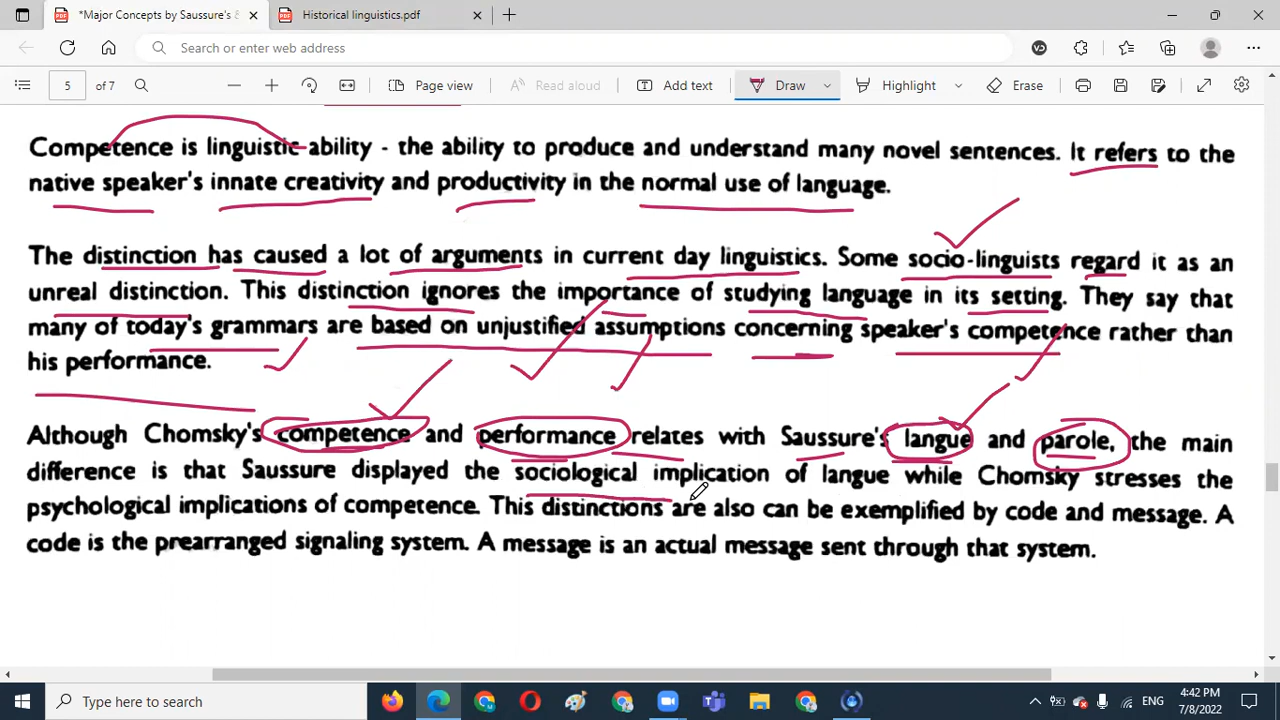 *Major Concepts by Saussure's S
Historical linguistics.pdf
Search or enter web address
5 of 7
Page view
Read aloud
Add text
Draw
Highlight
Erase
Competence is linguistic ability - the ability to produce and understand many novel sentences. It refers to the
native speaker's innate creativity and productivity in the normal use of language.
The distinction has caused a lot of arguments in current day linguistics. Some socio-linguists regard it as an
unreal distinction. This distinction ignores the importance of studying language in its setting. They say that
many of today's grammars are based on unjustified assumptions concerning speaker's competence rather than
his performance.
Although Chomsky's competence and performance relates with Saussure's langue and parole, the main
difference is that Saussure displayed the sociological implication of langue while Chomsky stresses the
psychological implications of competence. This distinctions are also can be exemplified by code and message. A
code is the prearranged signaling system. A message is an actual message sent through that system.
Type here to search
ENG
4:42 PM
7/8/2022